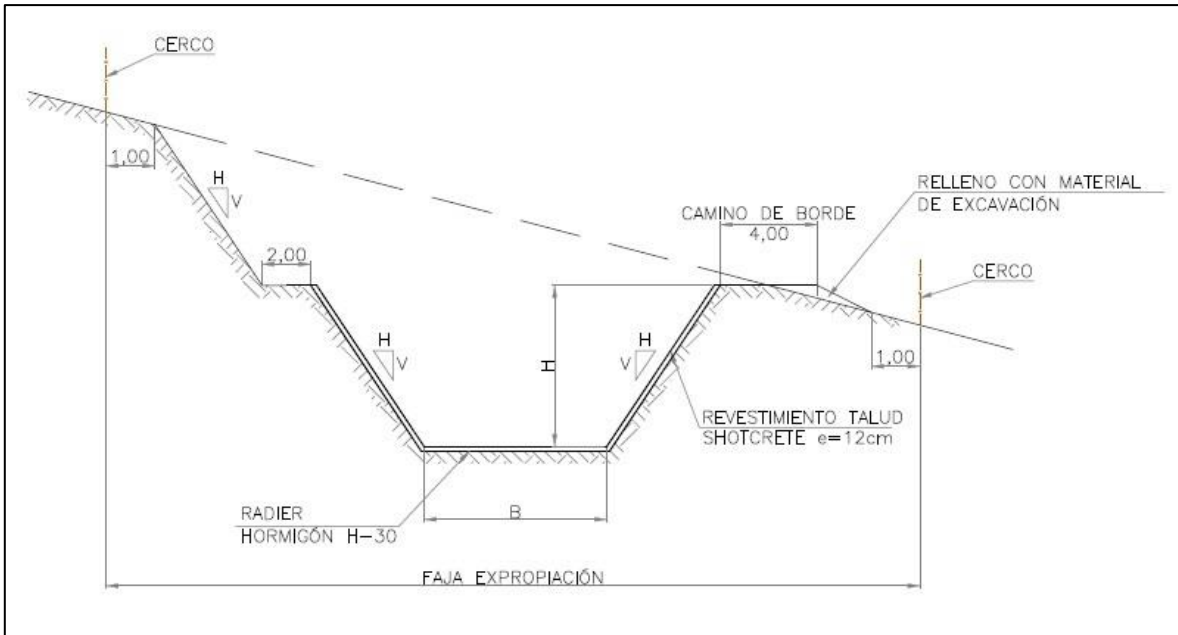 CERCO
1,00
H
V
2,00
CAMINO DE BORDE
4,00
RELLENO CON MATERIAL
DE EXCAVACIÓN
CERCO
H
V
H
V
H
1,00
REVESTIMIENTO TALUD
SHOTCRETE e=12cm
B
RADIER
HORMIGÓN H-30
FAJA EXPROPIACIÓN